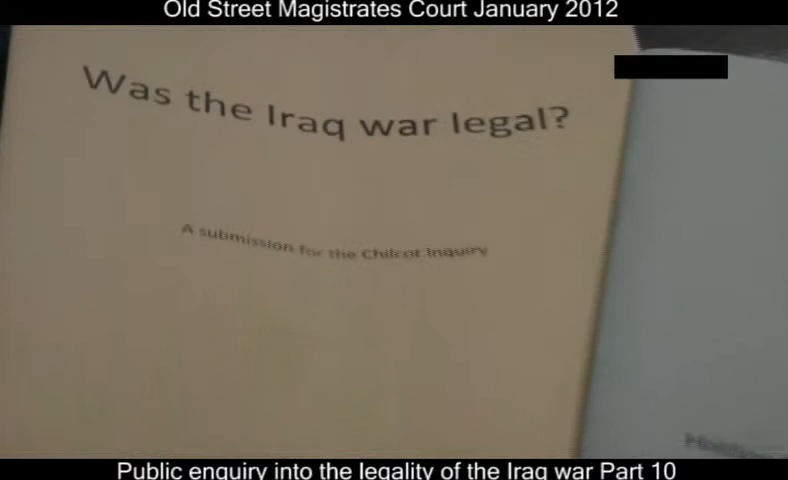 Old Street Magistrates Court January 2012
Was the Iraq war legal?
A submission for the Chilcot Inquiry
Public enquiry into the legality of the Iraq war Part 10